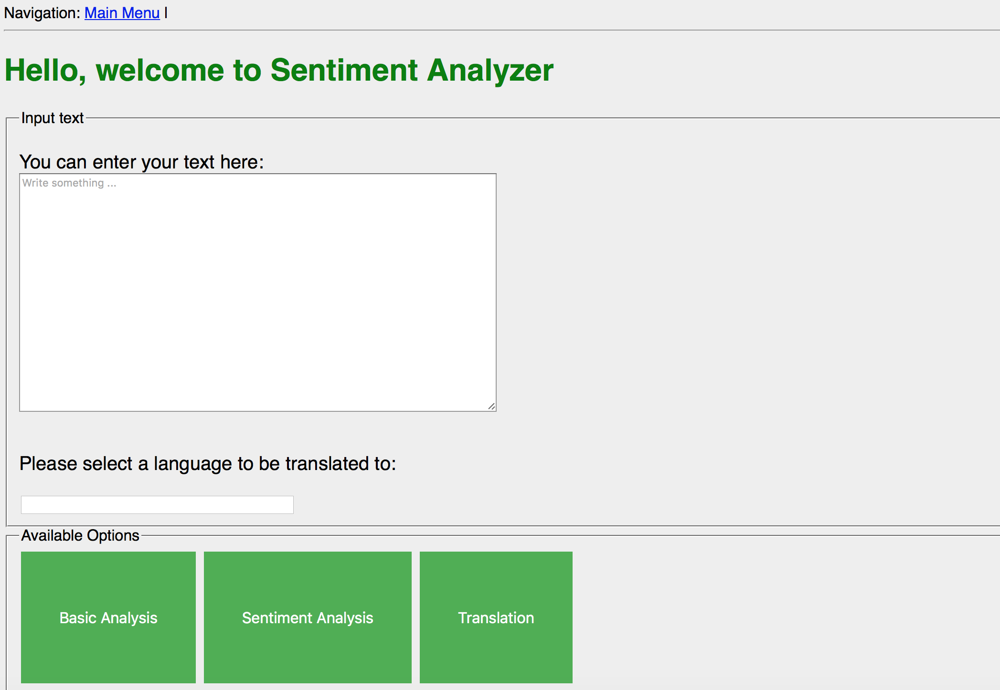 Navigation: Main Menu |
Hello, welcome to Sentiment Analyzer
Input text
You can enter your text here:
Write something ...
Please select a language to be translated to:
Available Options
Basic Analysis Sentiment Analysis Translation